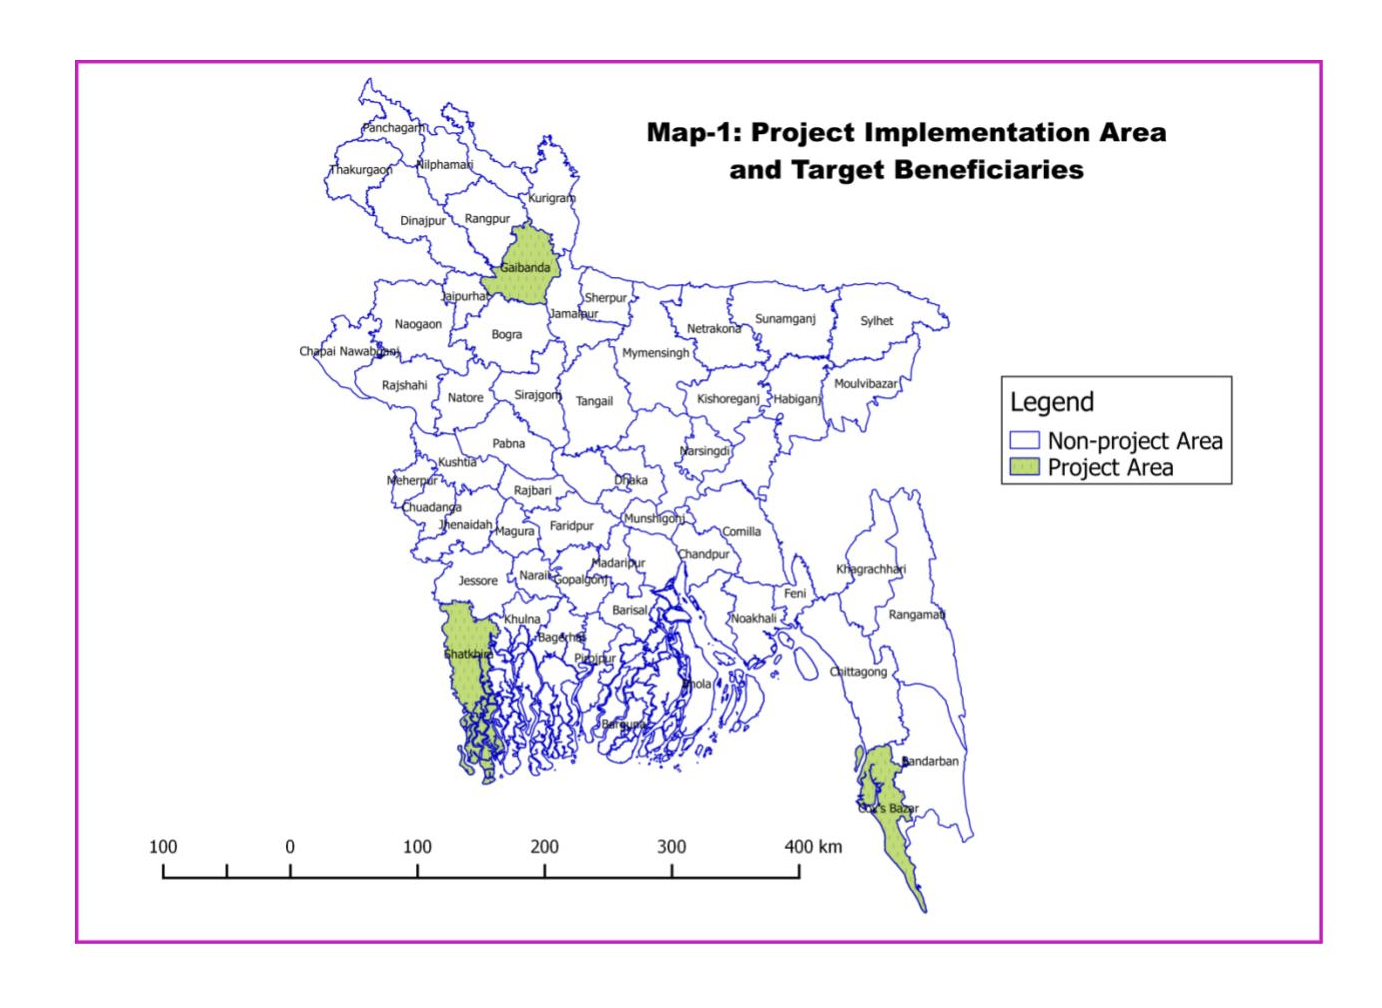 Map-1: Project Implementation Area
and Target Beneficiaries
Panchagarh
Thakurgaon
Nilphamari
Kurigram
Dinajpur
Rangpur
Gaibanda
Jaipurhat
Sherpur
Jamalpur
Naogaon
Bogra
Netrakona
Sunamganj
Sylhet
Chapai Nawabganj
Mymensingh
Rajshahi
Natore
Sirajgonj
Tangail
Kishoreganj
Habiganj
Moulvibazar
Legend
Non-project Area
Project Area
Pabna
Narsingdi
Kushtia
Meherpur
Rajbari
Dhaka
Chuadanga
Jhenaidah
Magura
Faridpur
Munshigonj
Comilla
Chandpur
Madaripur
Jessore
Narail
Gopalgonj
Khagrachhari
Feni
Barisal
Khulna
Noakhali
Rangamati
Bagerhat
Shatkhira
Pirojpur
Chittagong
Bhola
Barguna
Bandarban
Cox's Bazar
100 0 100 200 300 400 km